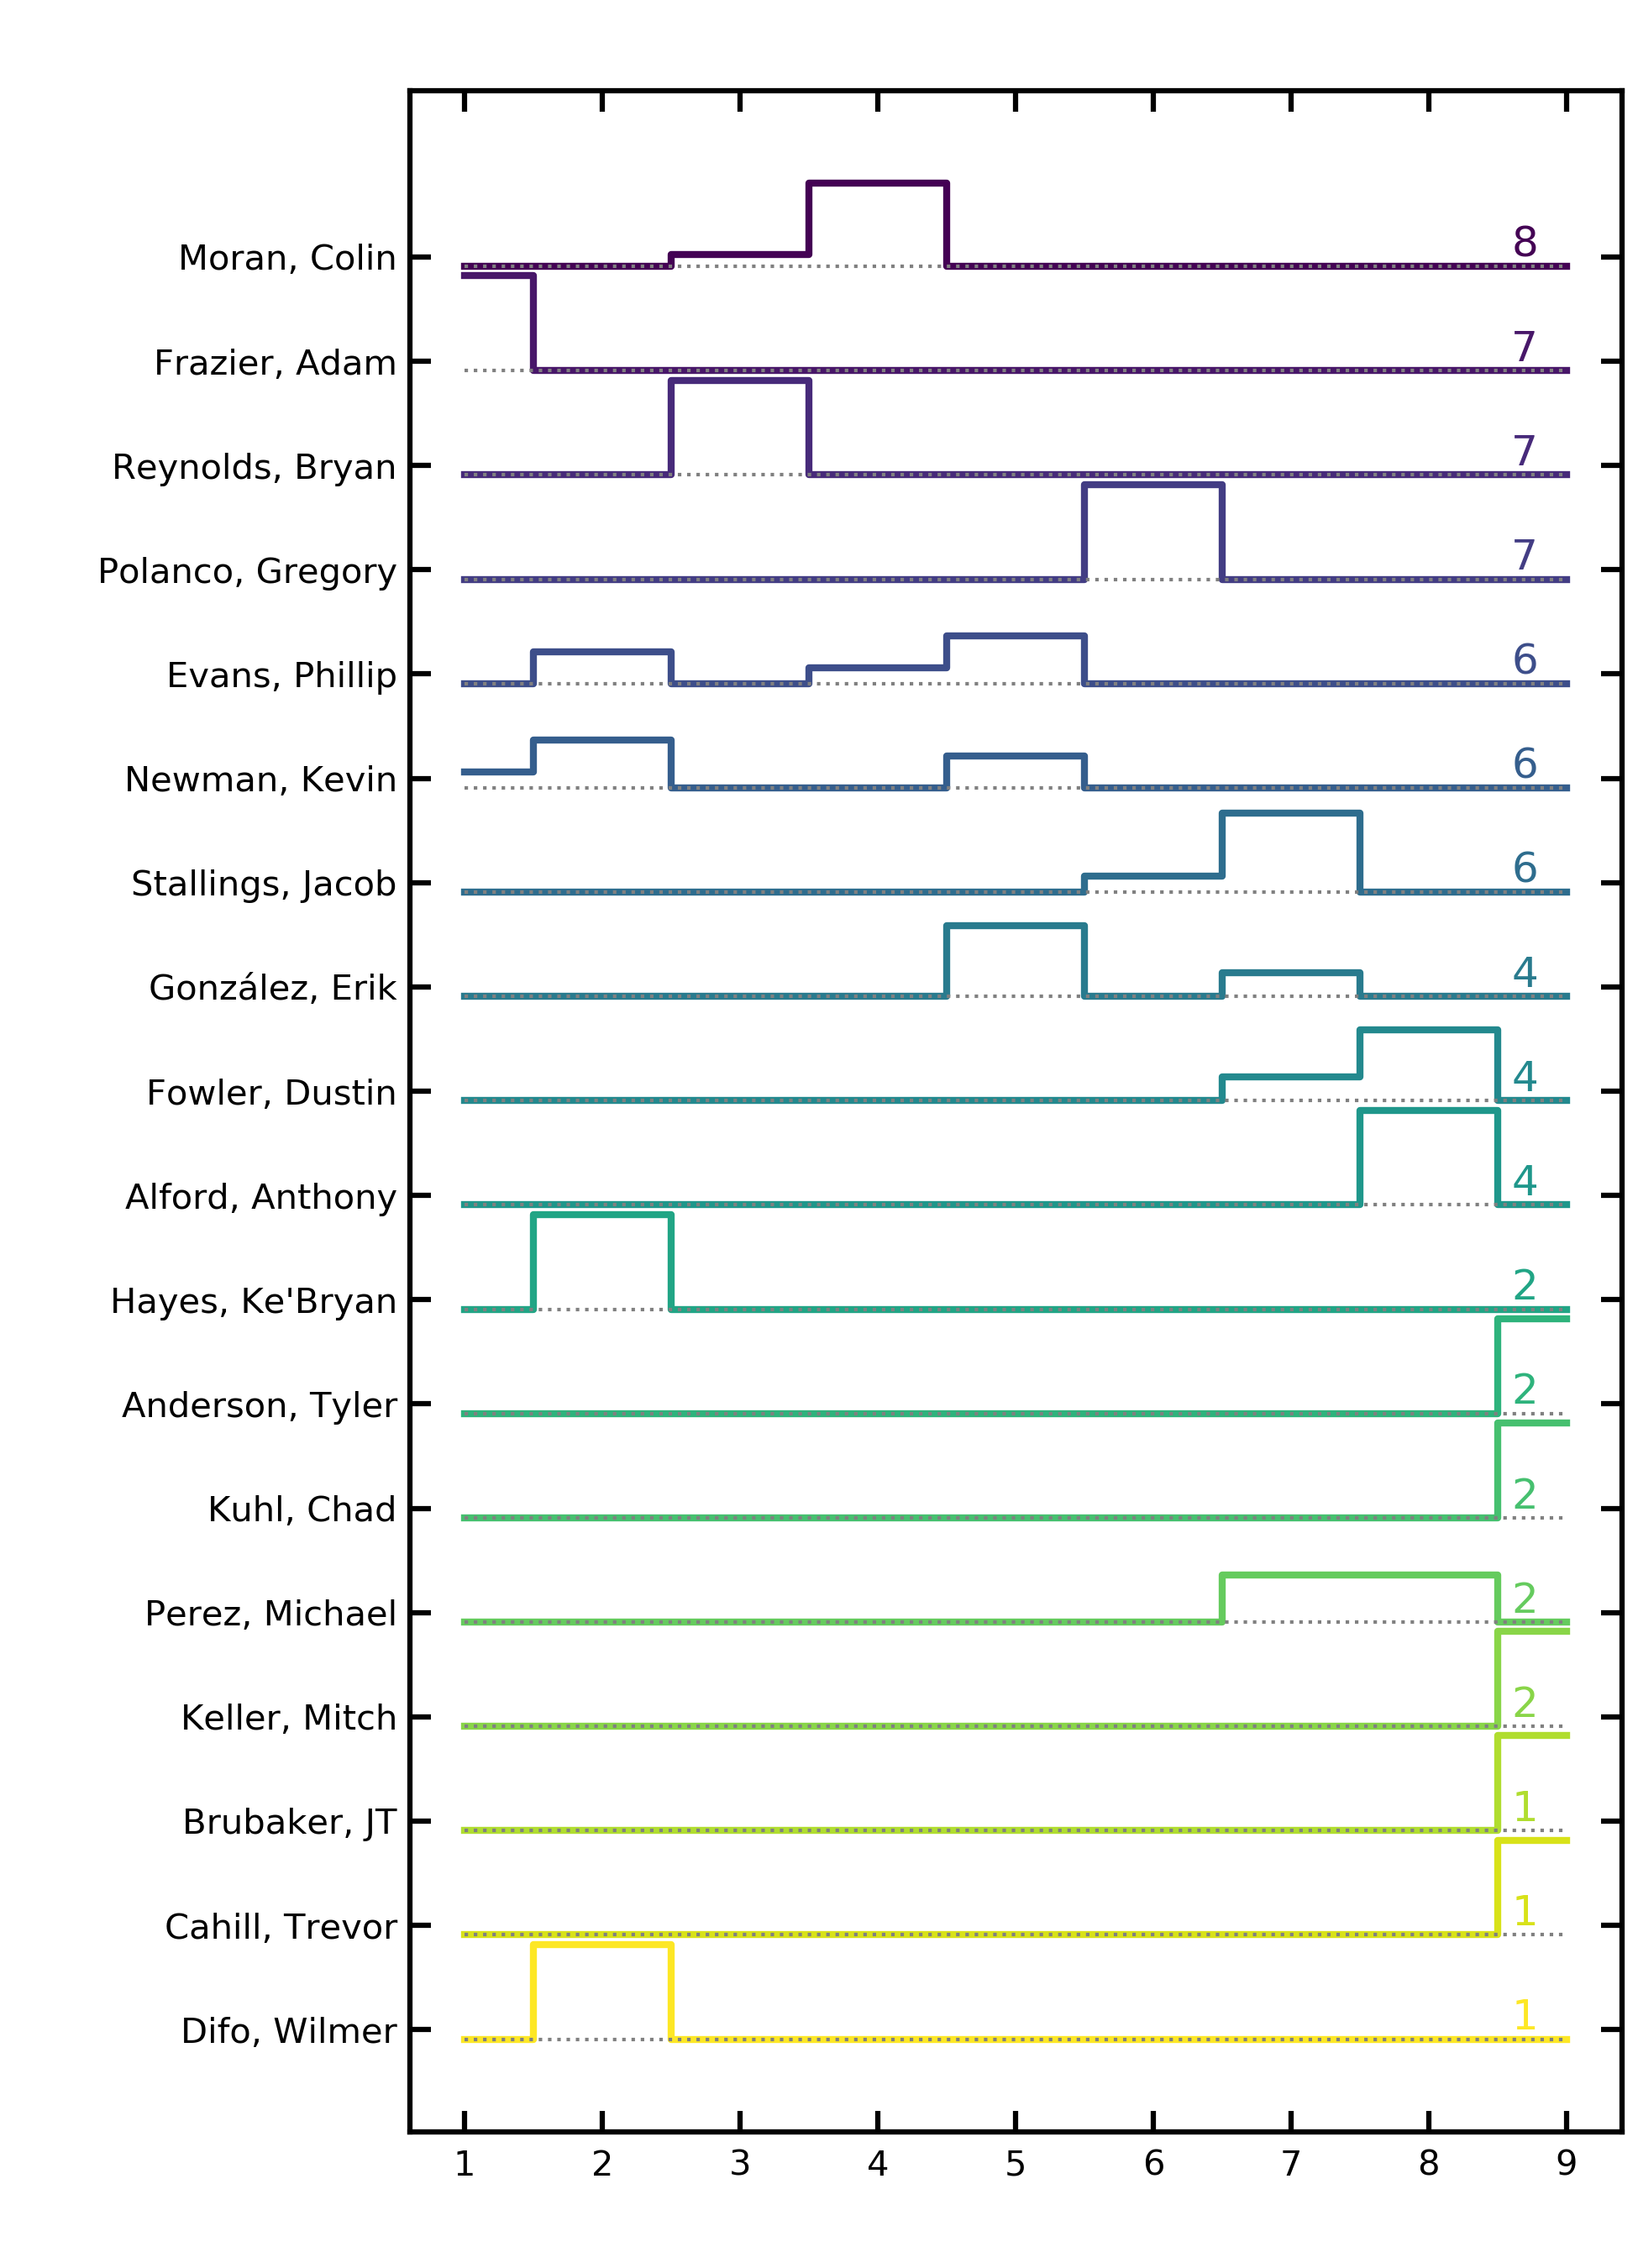 Moran, Colin 8
Frazier, Adam 7
Reynolds, Bryan 7
Polanco, Gregory 7
Evans, Phillip 6
Newman, Kevin 6
Stallings, Jacob 6
González, Erik 4
Fowler, Dustin 4
Alford, Anthony 4
Hayes, Ke'Bryan 2
Anderson, Tyler 2
Kuhl, Chad 2
Perez, Michael 2
Keller, Mitch 2
Brubaker, JT 1
Cahill, Trevor 1
Difo, Wilmer 1
1 2 3 4 5 6 7 8 9